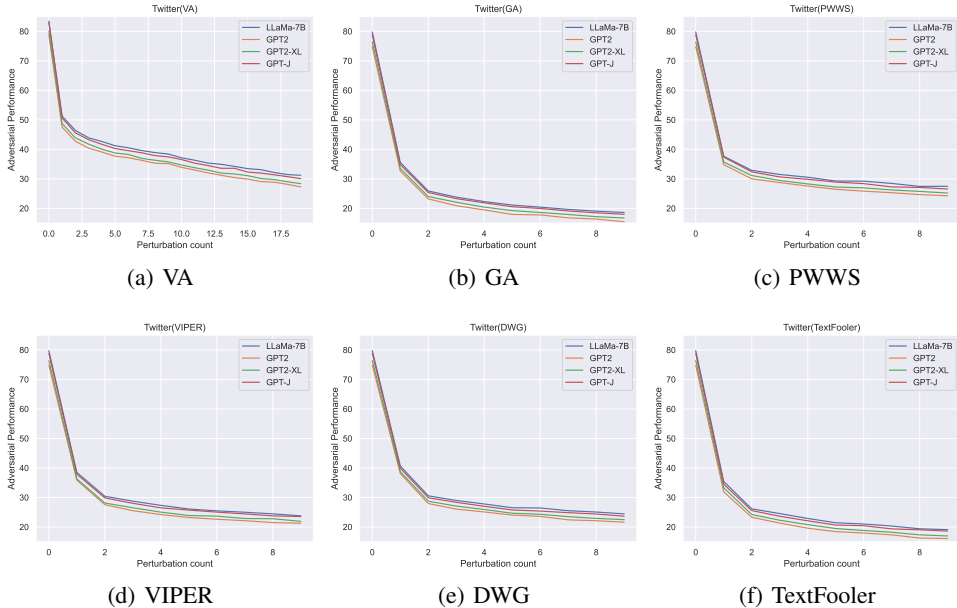 Twitter(VA)
80
70
60
50
40
30
20
Adversarial Performance
0.0 2.5 5.0 7.5 10.0 12.5 15.0 17.5
Perturbation count
LLaMa-7B
GPT2
GPT2-XL
GPT-J
(a) VA
Twitter(GA)
80
70
60
50
40
30
20
Adversarial Performance
0 2 4 6 8
Perturbation count
LLaMa-7B
GPT2
GPT2-XL
GPT-J
(b) GA
Twitter(PWWS)
80
70
60
50
40
30
20
Adversarial Performance
0 2 4 6 8
Perturbation count
LLaMa-7B
GPT2
GPT2-XL
GPT-J
(c) PWWS
Twitter(VIPER)
80
70
60
50
40
30
20
Adversarial Performance
0 2 4 6 8
Perturbation count
LLaMa-7B
GPT2
GPT2-XL
GPT-J
(d) VIPER
Twitter(DWG)
80
70
60
50
40
30
20
Adversarial Performance
0 2 4 6 8
Perturbation count
LLaMa-7B
GPT2
GPT2-XL
GPT-J
(e) DWG
Twitter(TextFooler)
80
70
60
50
40
30
20
Adversarial Performance
0 2 4 6 8
Perturbation count
LLaMa-7B
GPT2
GPT2-XL
GPT-J
(f) TextFooler